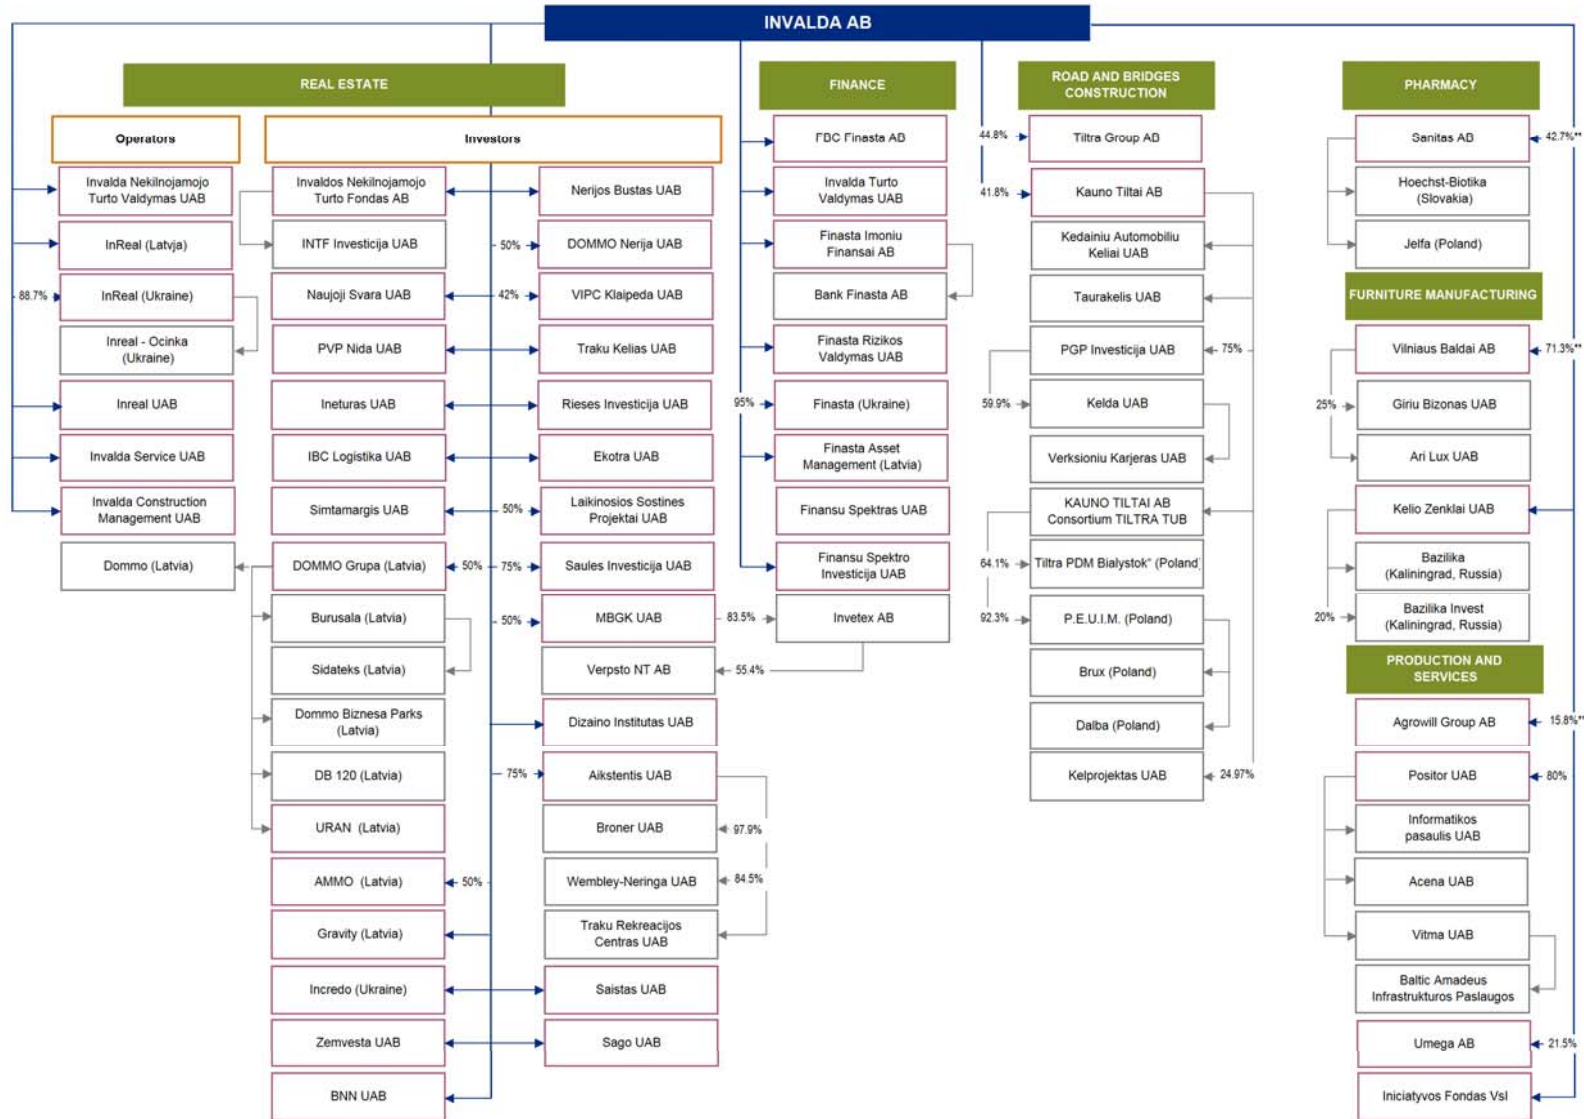 INVALDA AB
REAL ESTATE
Operators
Investors
Invalda Nekilnojamojo
Turto Valdymas UAB
InReal (Latvja)
88.7%
InReal (Ukraine)
Inreal - Ocinka
(Ukraine)
Inreal UAB
Invalda Service UAB
Invalda Construction
Management UAB
Dommo (Latvia)
Invaldos Nekilnojamojo
Turto Fondas AB
INTF Investicija UAB
Naujoji Svara UAB
PVP Nida UAB
Ineturas UAB
IBC Logistika UAB
Simtamargis UAB
DOMMO Grupa (Latvia)
50%
Burusala (Latvia)
Sidateks (Latvia)
Dommo Biznesa Parks
(Latvia)
DB 120 (Latvia)
URAN (Latvia)
AMMO (Latvia)
50%
Gravity (Latvia)
Incredo (Ukraine)
Zemvesta UAB
BNN UAB
Nerijos Bustas UAB
50%
DOMMO Nerija UAB
42%
VIPC Klaipeda UAB
Traku Kelias UAB
Rieses Investicija UAB
Ekotra UAB
50%
Laikinosios Sostines
Projektai UAB
75%
Saules Investicija UAB
50%
MBGK UAB
83.5%
Verpsto NT AB
55.4%
Dizaino Institutas UAB
75%
Aikstentis UAB
Broner UAB
97.9%
Wembley-Neringa UAB
84.5%
Traku Rekreacijos
Centras UAB
Saistas UAB
Sago UAB
FINANCE
FBC Finasta AB
Invalda Turto
Valdymas UAB
Finasta Imoniu
Finansai AB
Bank Finasta AB
Finasta Rizikos
Valdymas UAB
95%
Finasta (Ukraine)
Finasta Asset
Management (Latvia)
Finansu Spektras UAB
Finansu Spektro
Investicija UAB
Invetex AB
ROAD AND BRIDGES
CONSTRUCTION
44.8%
Tiltra Group AB
41.8%
Kauno Tiltai AB
Kedainiu Automobiliu
Keliai UAB
Taurakelis UAB
PGP Investicija UAB
75%
59.9%
Kelda UAB
Verksioniu Karjeras UAB
KAUNO TILTAI AB
Consortium TILTRA TUB
64.1%
Tiltra PDM Bialystok" (Poland)
92.3%
P.E.U.I.M. (Poland)
Brux (Poland)
Dalba (Poland)
Kelprojektas UAB
24.97%
PHARMACY
Sanitas AB
42.7%**
Hoechst-Biotika
(Slovakia)
Jelfa (Poland)
FURNITURE MANUFACTURING
Vilniaus Baldai AB
71.3%**
25%
Giriu Bizonas UAB
Ari Lux UAB
Kelio Zenklai UAB
Bazilika
(Kaliningrad, Russia)
20%
Bazilika Invest
(Kaliningrad, Russia)
PRODUCTION AND
SERVICES
Agrowill Group AB
15.8%**
Positor UAB
80%
Informatikos
pasaulis UAB
Acena UAB
Vitma UAB
Baltic Amadeus
Infrastrukturos Paslaugos
Umega AB
21.5%
Iniciatyvos Fondas VsI